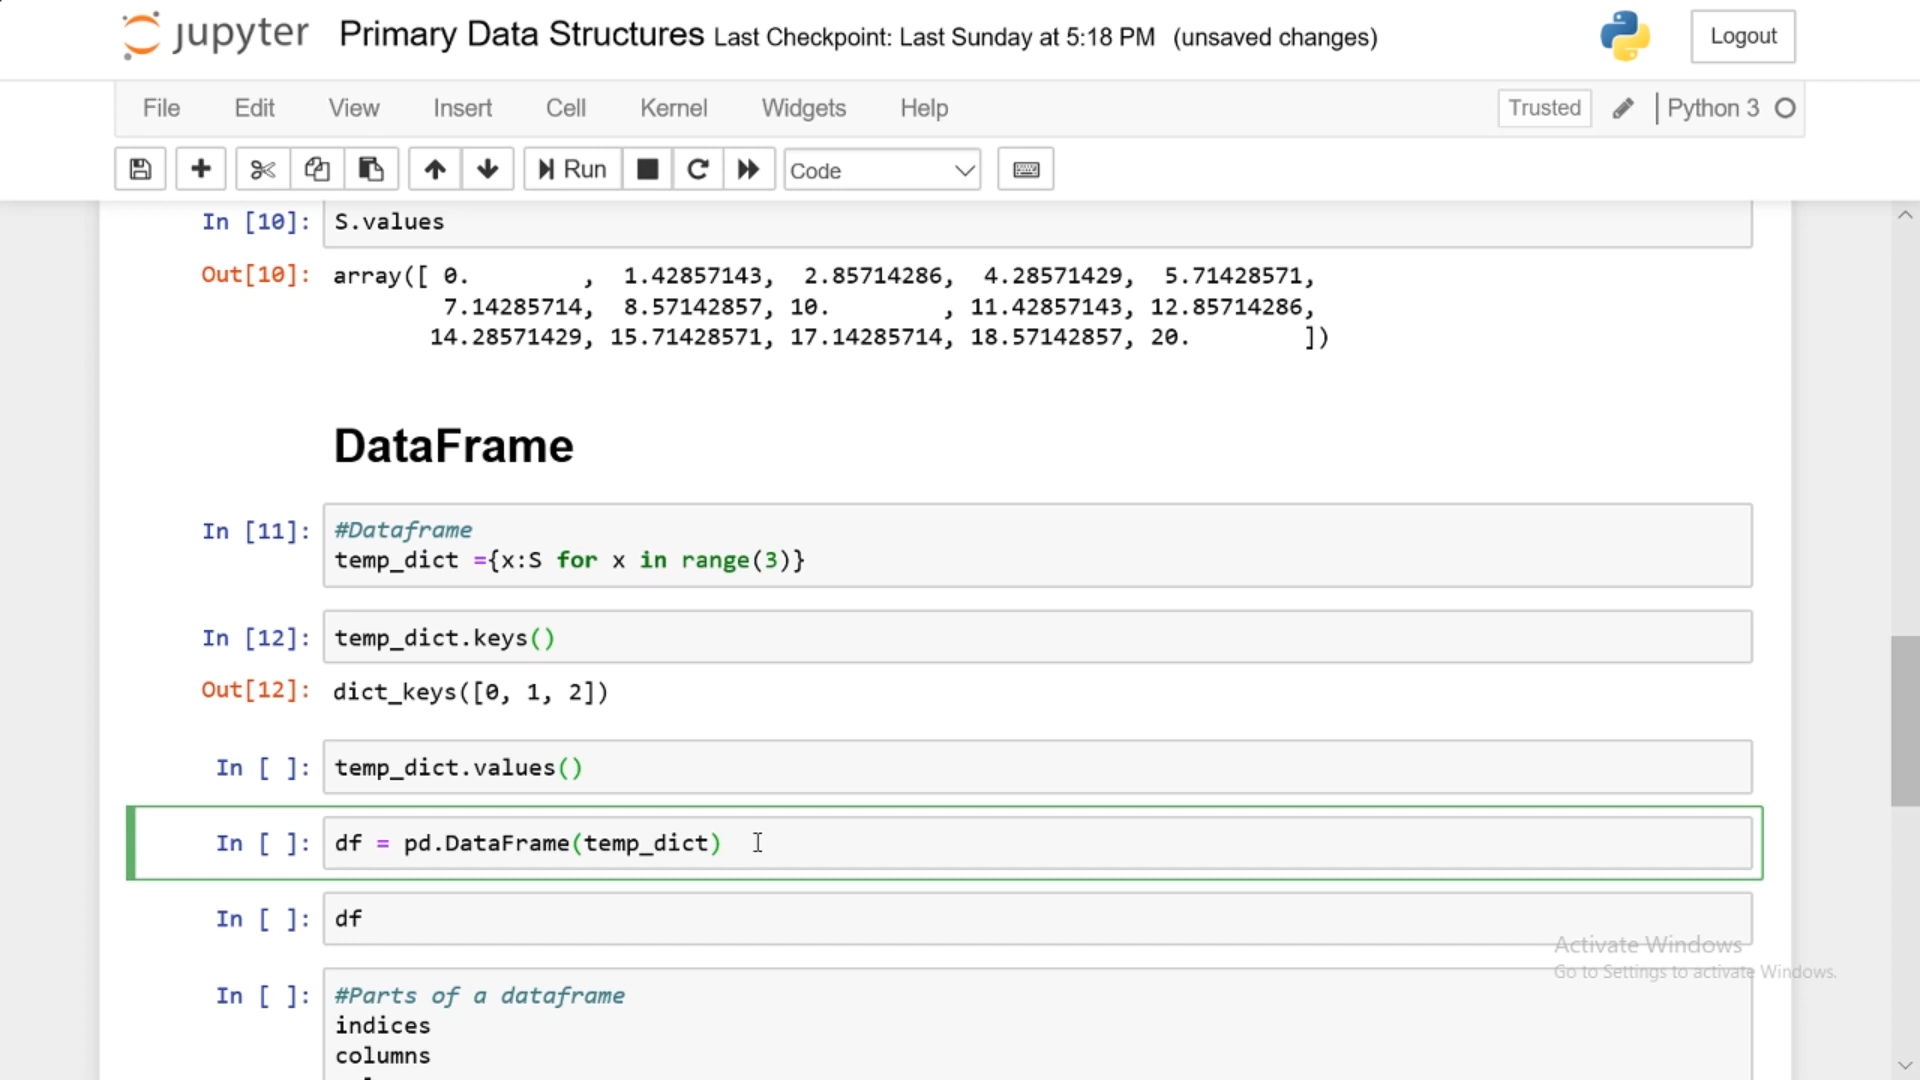 jupyter Primary Data Structures Last Checkpoint: Last Sunday at 5:18 PM (unsaved changes) Logout
File Edit View Insert Cell Kernel Widgets Help Trusted Python 3
Run Code
In [10]: S.values
Out[10]: array([ 0.        ,  1.42857143,  2.85714286,  4.28571429,  5.71428571,
7.14285714,  8.57142857, 10.        , 11.42857143, 12.85714286,
14.28571429, 15.71428571, 17.14285714, 18.57142857, 20.        ])
DataFrame
In [11]: #Dataframe
temp_dict ={x:S for x in range(3)}
In [12]: temp_dict.keys()
Out[12]: dict_keys([0, 1, 2])
In [ ]: temp_dict.values()
In [ ]: df = pd.DataFrame(temp_dict)
In [ ]: df
Activate Windows
Go to Settings to activate Windows.
In [ ]: #Parts of a dataframe
indices
columns